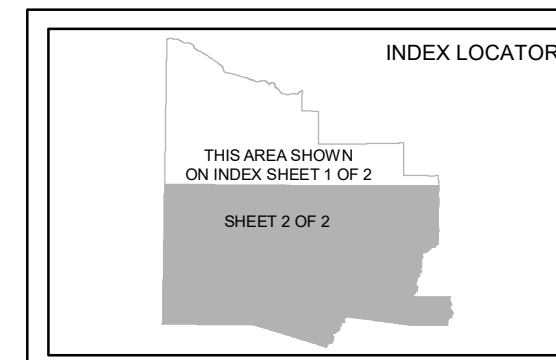 INDEX LOCATOR
THIS AREA SHOWN
ON INDEX SHEET 1 OF 2
SHEET 2 OF 2